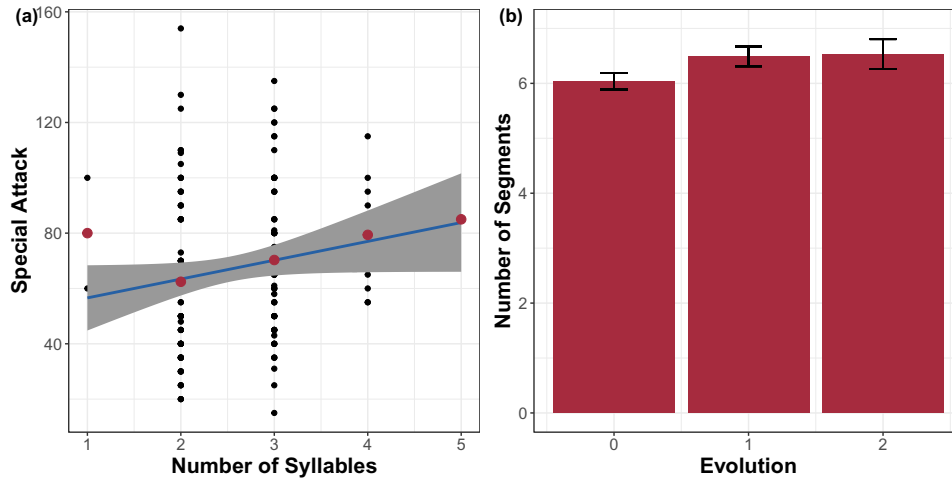 (a)
160
120
80
40
Special Attack
1 2 3 4 5
Number of Syllables
(b)
6
4
2
0
Number of Segments
0 1 2
Evolution